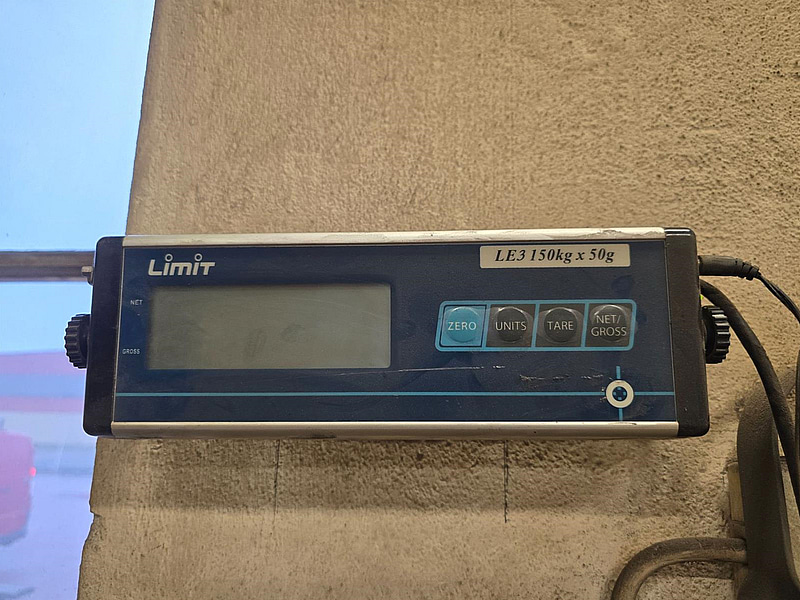 Limit
LE3 150kg x 50g
NET
GROSS
ZERO
UNITS
TARE
NET/
GROSS